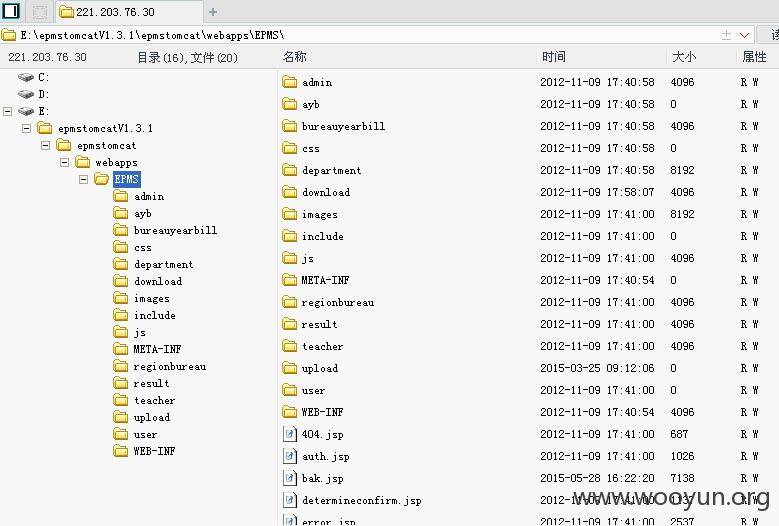 221.203.76.30
E:\epmstomcatV1.3.1\epmstomcat\webapps\EPMS\
读
221.203.76.30 目录(16),文件(20) 名称 时间 大小 属性
C:
D:
E:
epmstomcatV1.3.1
epmstomcat
webapps
EPMS
admin
ayb
bureauyearbill
css
department
download
images
include
js
META-INF
regionbureau
result
teacher
upload
user
WEB-INF
admin 2012-11-09 17:40:58 4096 R W
ayb 2012-11-09 17:40:58 0 R W
bureauyearbill 2012-11-09 17:40:58 4096 R W
css 2012-11-09 17:40:58 0 R W
department 2012-11-09 17:40:58 8192 R W
download 2012-11-09 17:58:07 4096 R W
images 2012-11-09 17:41:00 8192 R W
include 2012-11-09 17:41:00 0 R W
js 2012-11-09 17:41:00 4096 R W
META-INF 2012-11-09 17:40:54 0 R W
regionbureau 2012-11-09 17:41:00 4096 R W
result 2012-11-09 17:41:00 4096 R W
teacher 2012-11-09 17:41:00 4096 R W
upload 2015-03-25 09:12:06 0 R W
user 2012-11-09 17:41:00 0 R W
WEB-INF 2012-11-09 17:40:54 4096 R W
404.jsp 2012-11-09 17:41:00 687 R W
auth.jsp 2012-11-09 17:41:00 1026 R W
bak.jsp 2015-05-28 16:22:20 7138 R W
determineconfirm.jsp 2012-11-09 17:41:00 R W
error.jsp 2012-11-09 17:41:00 2537 R W
www.wooyun.org